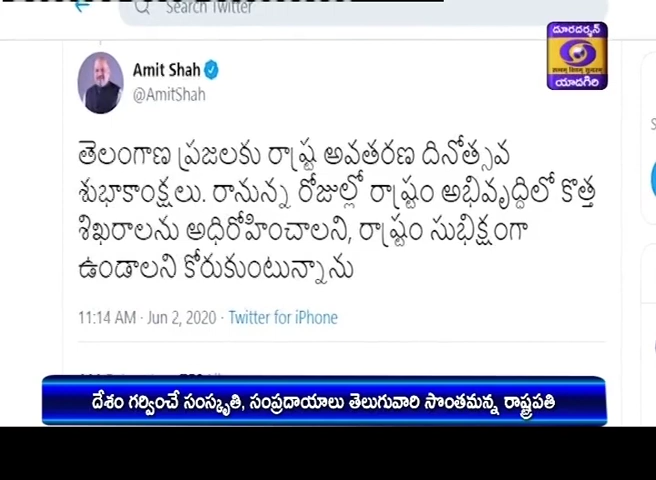 Search Twitter
దూరదర్శన్
యాదగిరి
Amit Shah
@AmitShah
తెలంగాణ ప్రజలకు రాష్ట్ర అవతరణ దినోత్సవ
శుభాకాంక్షలు. రానున్న రోజుల్లో రాష్ట్రం అభివృద్ధిలో కొత్త
శిఖరాలను అధిరోహించాలని, రాష్ట్రం సుభిక్షంగా
ఉండాలని కోరుకుంటున్నాను
11:14 AM · Jun 2, 2020 · Twitter for iPhone
దేశం గర్వించే సంస్కృతి, సంప్రదాయాలు తెలుగువారి సొంతమన్న రాష్ట్రపతి